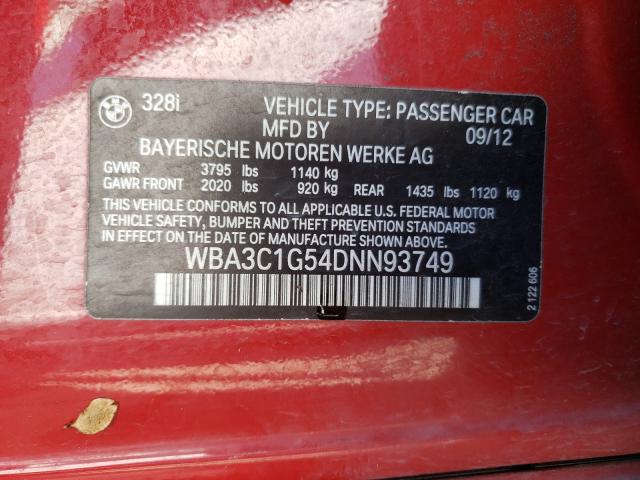 BMW
328i VEHICLE TYPE: PASSENGER CAR
MFD BY 09/12
BAYERISCHE MOTOREN WERKE AG
GVWR 3795 lbs 1140 kg
GAWR FRONT 2020 lbs 920 kg REAR 1435 lbs 1120 kg
THIS VEHICLE CONFORMS TO ALL APPLICABLE U.S. FEDERAL MOTOR
VEHICLE SAFETY, BUMPER AND THEFT PREVENTION STANDARDS IN
EFFECT ON THE DATE OF MANUFACTURE SHOWN ABOVE.
WBA3C1G54DNN93749
2 122 606